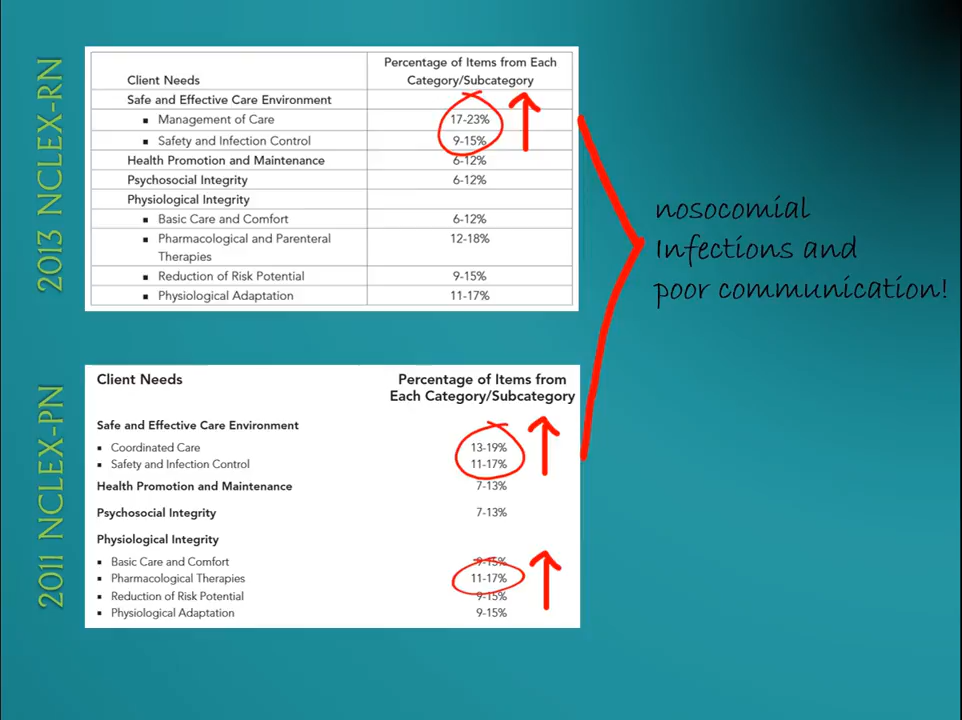 2013 NCLEX-RN
Client Needs
Percentage of Items from Each
Category/Subcategory
Safe and Effective Care Environment
▪ Management of Care 17-23%
▪ Safety and Infection Control 9-15%
Health Promotion and Maintenance 6-12%
Psychosocial Integrity 6-12%
Physiological Integrity
▪ Basic Care and Comfort 6-12%
▪ Pharmacological and Parenteral 12-18%
Therapies
▪ Reduction of Risk Potential 9-15%
▪ Physiological Adaptation 11-17%
nosocomial
Infections and
poor communication!
2011 NCLEX-PN
Client Needs Percentage of Items from
Each Category/Subcategory
Safe and Effective Care Environment
▪ Coordinated Care 13-19%
▪ Safety and Infection Control 11-17%
Health Promotion and Maintenance 7-13%
Psychosocial Integrity 7-13%
Physiological Integrity
▪ Basic Care and Comfort 9-15%
▪ Pharmacological Therapies 11-17%
▪ Reduction of Risk Potential 9-15%
▪ Physiological Adaptation 9-15%